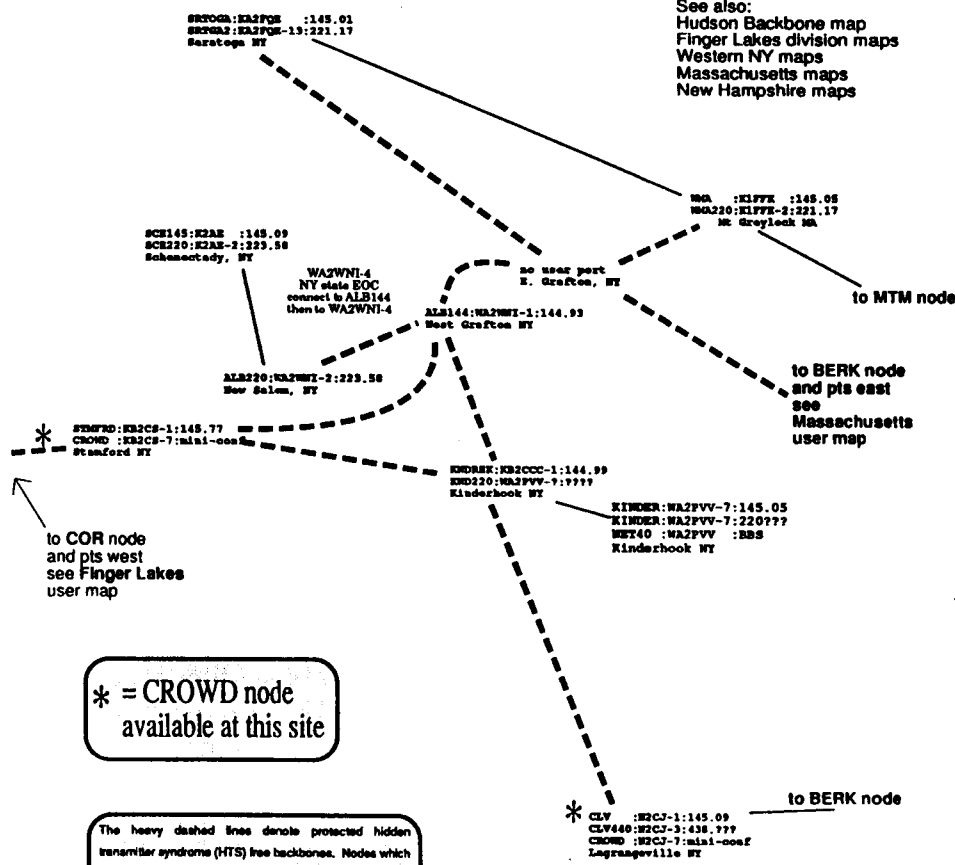 SRTOGA:KA2FQE :145.01
SRTGA2:KA2FQE-13:221.17
Saratoga NY
See also:
Hudson Backbone map
Finger Lakes division maps
Western NY maps
Massachusetts maps
New Hampshire maps
WMA :K1FFK :145.05
WMA220:K1FFK-2:221.17
Mt Greylock MA
SCE145:K2AE :145.09
SCE220:K2AE-2:223.58
Schenectady, NY
WA2WNI-4
NY state EOC
connect to ALB144
then to WA2WNI-4
no user port
E. Grafton, NY
to MTM node
ALB144:WA2WNI-1:144.93
West Grafton NY
ALB220:WA2WNI-2:223.58
New Salem, NY
to BERK node
and pts east
see
Massachusetts
user map
* STMFRD:KB2CS-1:145.77
CROWD :KB2CS-7:mini-conf
Stamford NY
KNDRHK:KB2CCC-1:144.99
KND220:WA2PVV-?:????
Kinderhook NY
KINDER:WA2PVV-7:145.05
KINDER:WA2PVV-7:220???
NET40 :WA2PVV :BBS
Kinderhook NY
to COR node
and pts west
see Finger Lakes
user map
* = CROWD node
available at this site
* CLV :N2CJ-1:145.09
CLV440:N2CJ-3:438.???
CROWD :N2CJ-7:mini-conf
Lagrangeville NY
to BERK node
The heavy dashed lines denote protected hidden
transmitter syndrome (HTS) free backbones. Nodes which